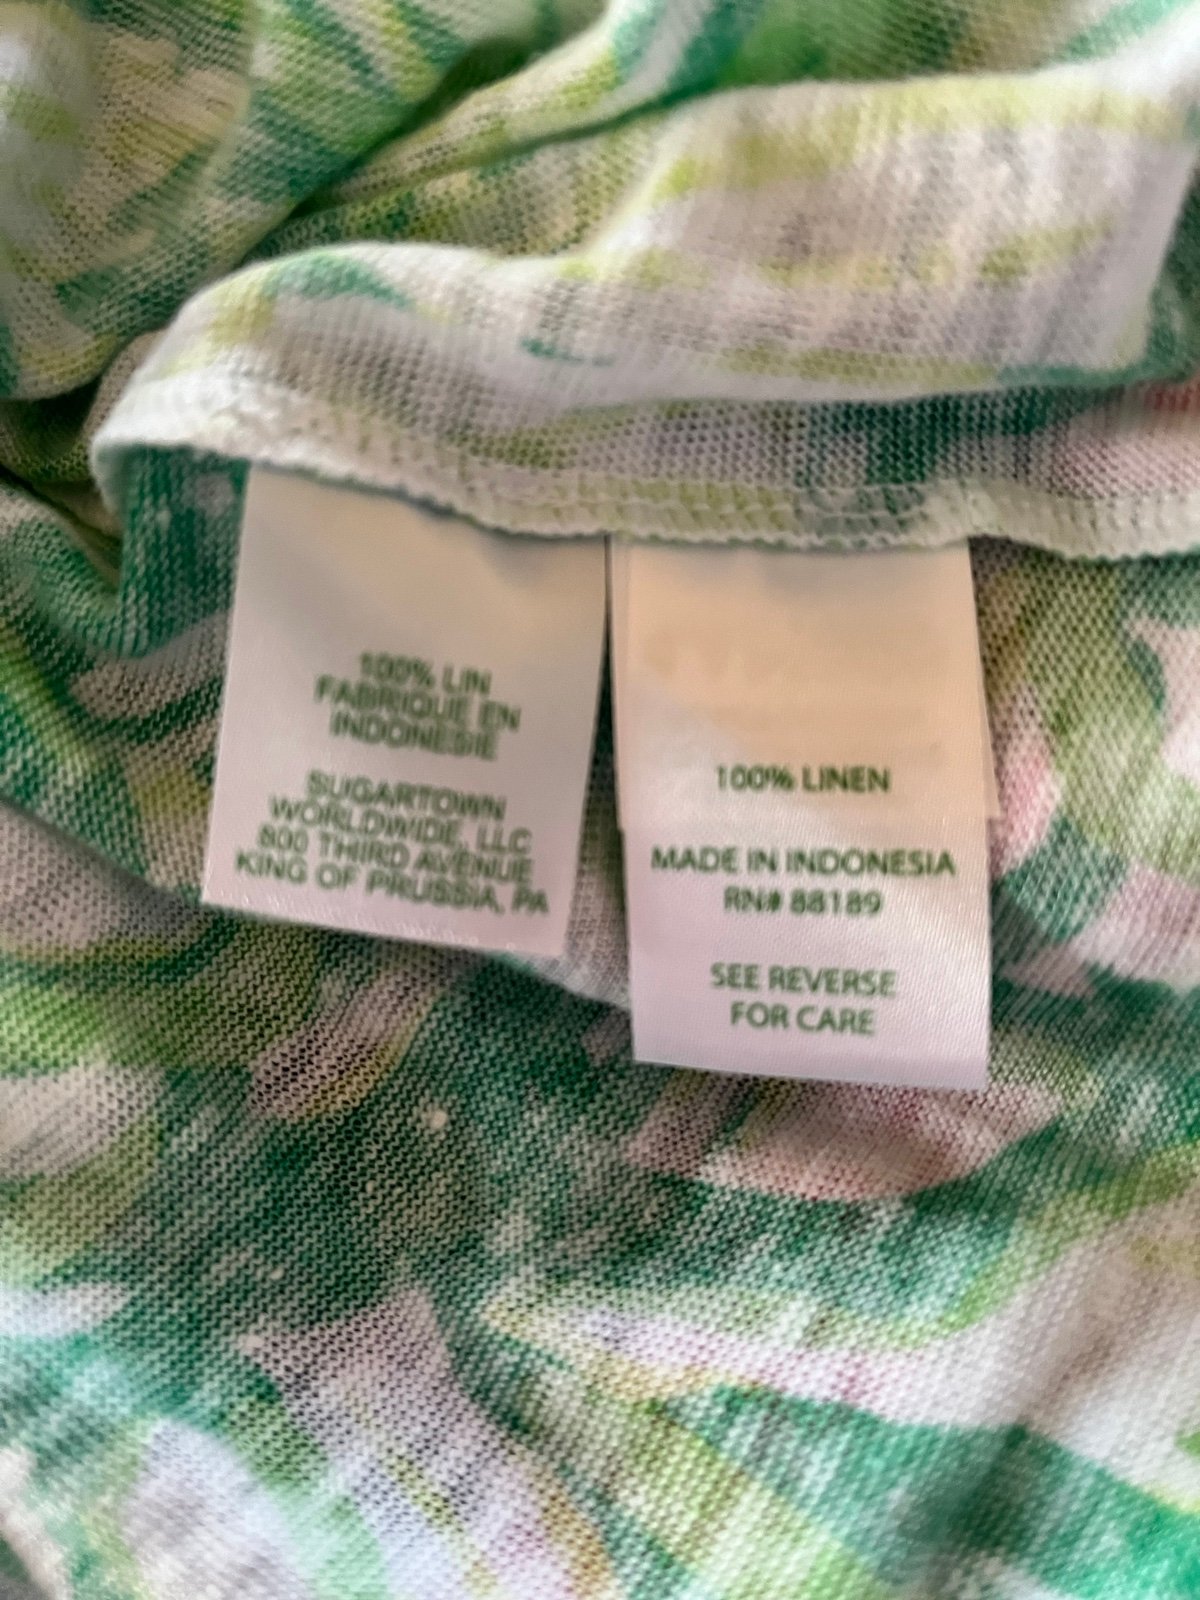 100% LIN
FABRIQUE EN
INDONESIE
SUGARTOWN
WORLDWIDE, LLC
800 THIRD AVENUE
KING OF PRUSSIA, PA
100% LINEN
MADE IN INDONESIA
RN# 88189
SEE REVERSE
FOR CARE